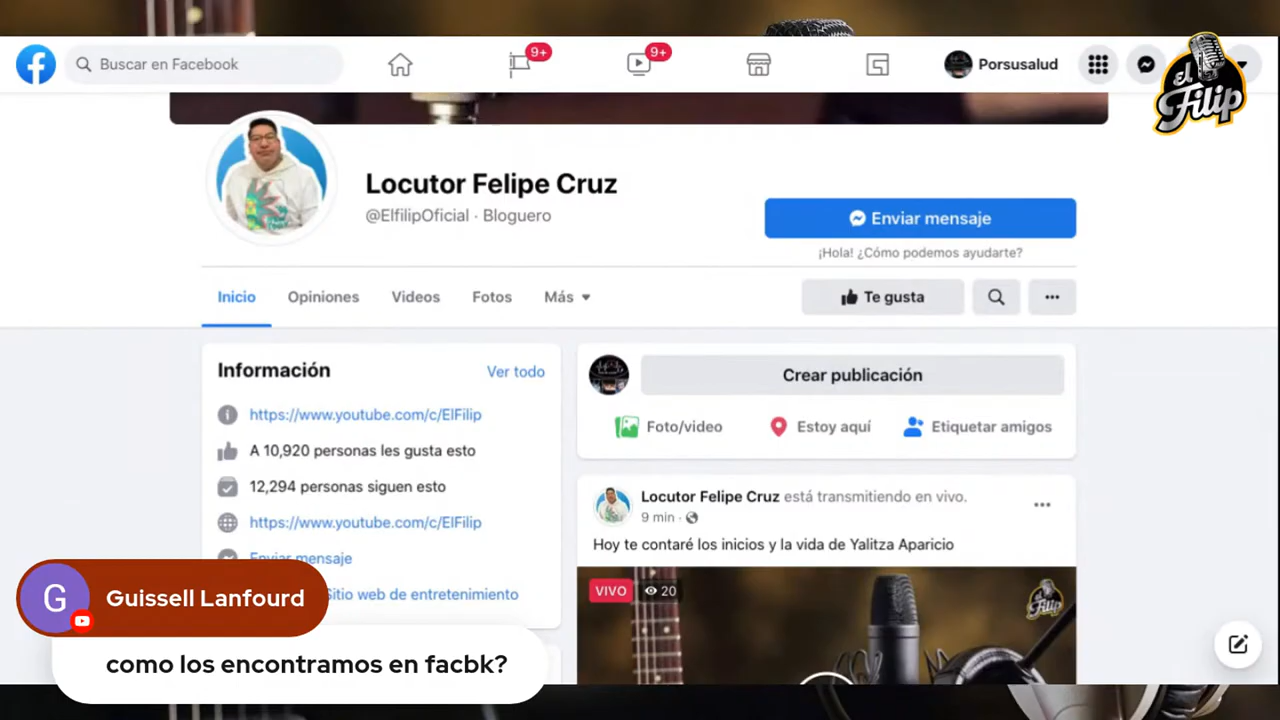 Buscar en Facebook
9+
9+
Porsusalud
EL
Filip
Locutor Felipe Cruz
@ElfilipOficial · Bloguero
Enviar mensaje
¡Hola! ¿Cómo podemos ayudarte?
Inicio
Opiniones
Videos
Fotos
Más
Te gusta
Información
Ver todo
https://www.youtube.com/c/ElFilip
A 10,920 personas les gusta esto
12,294 personas siguen esto
https://www.youtube.com/c/ElFilip
Enviar mensaje
Sitio web de entretenimiento
Crear publicación
Foto/video
Estoy aquí
Etiquetar amigos
Locutor Felipe Cruz está transmitiendo en vivo.
9 min ·
Hoy te contaré los inicios y la vida de Yalitza Aparicio
VIVO
20
EL
Filip
G
Guissell Lanfourd
como los encontramos en facbk?